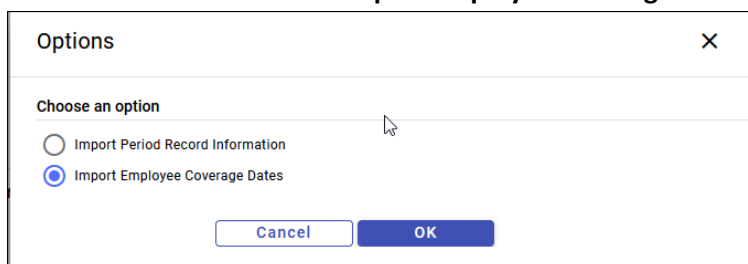 Options
Choose an option
Import Period Record Information
Import Employee Coverage Dates
Cancel OK